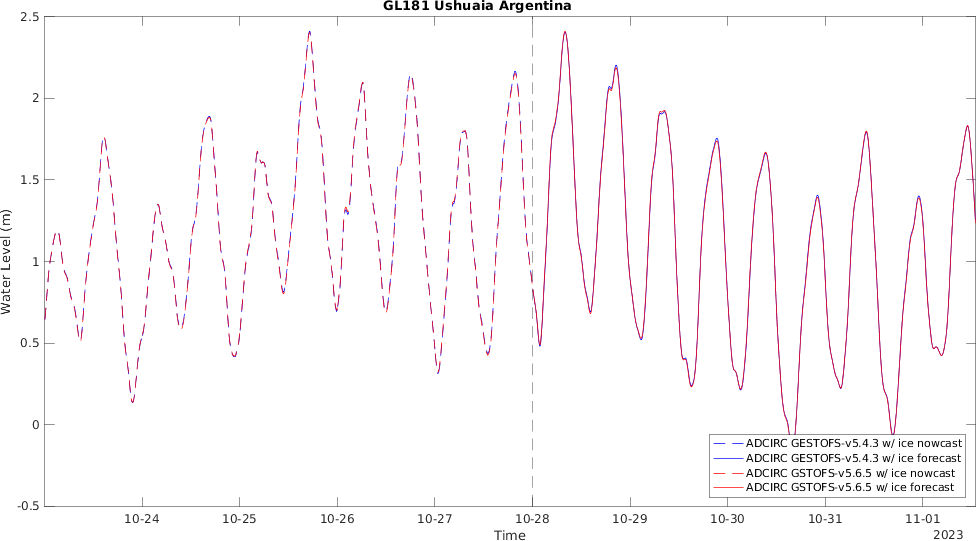 GL181 Ushuaia Argentina
2.5
2
1.5
1
0.5
0
-0.5
Water Level (m)
10-24
10-25
10-26
10-27
10-28
10-29
10-30
10-31
11-01
Time
2023
ADCIRC GESTOFS-v5.4.3 w/ ice nowcast
ADCIRC GESTOFS-v5.4.3 w/ ice forecast
ADCIRC GSTOFS-v5.6.5 w/ ice nowcast
ADCIRC GSTOFS-v5.6.5 w/ ice forecast